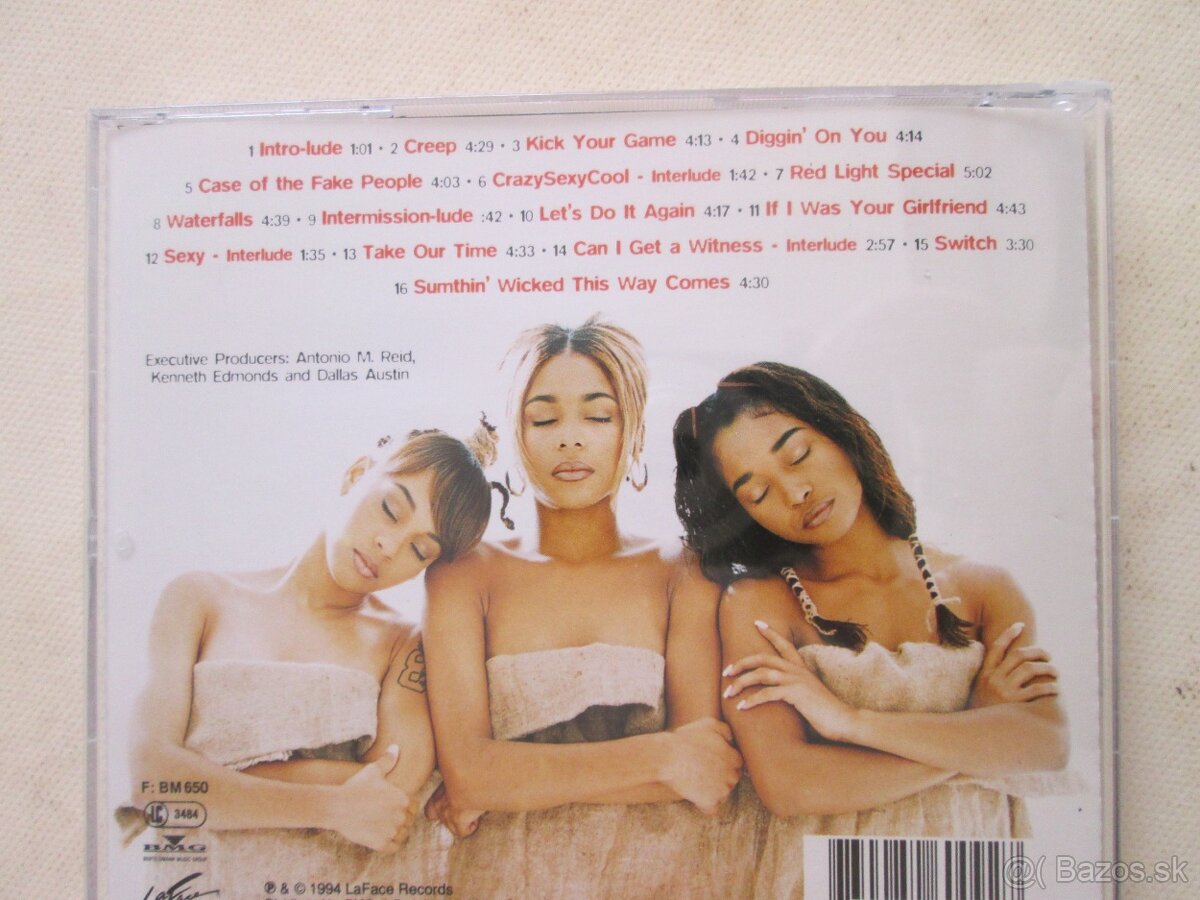 1 Intro-lude 1:01 • 2 Creep 4:29 • 3 Kick Your Game 4:13 • 4 Diggin' On You 4:14
5 Case of the Fake People 4:03 • 6 CrazySexyCool - Interlude 1:42 • 7 Red Light Special 5:02
8 Waterfalls 4:39 • 9 Intermission-lude :42 • 10 Let's Do It Again 4:17 • 11 If I Was Your Girlfriend 4:43
12 Sexy - Interlude 1:35 • 13 Take Our Time 4:33 • 14 Can I Get a Witness - Interlude 2:57 • 15 Switch 3:30
16 Sumthin' Wicked This Way Comes 4:30
Executive Producers: Antonio M. Reid,
Kenneth Edmonds and Dallas Austin
F: BM 650
LC 3484
BMG
BERTELSMANN MUSIC GROUP
LaFace
℗ & © 1994 LaFace Records
@( Bazos.sk